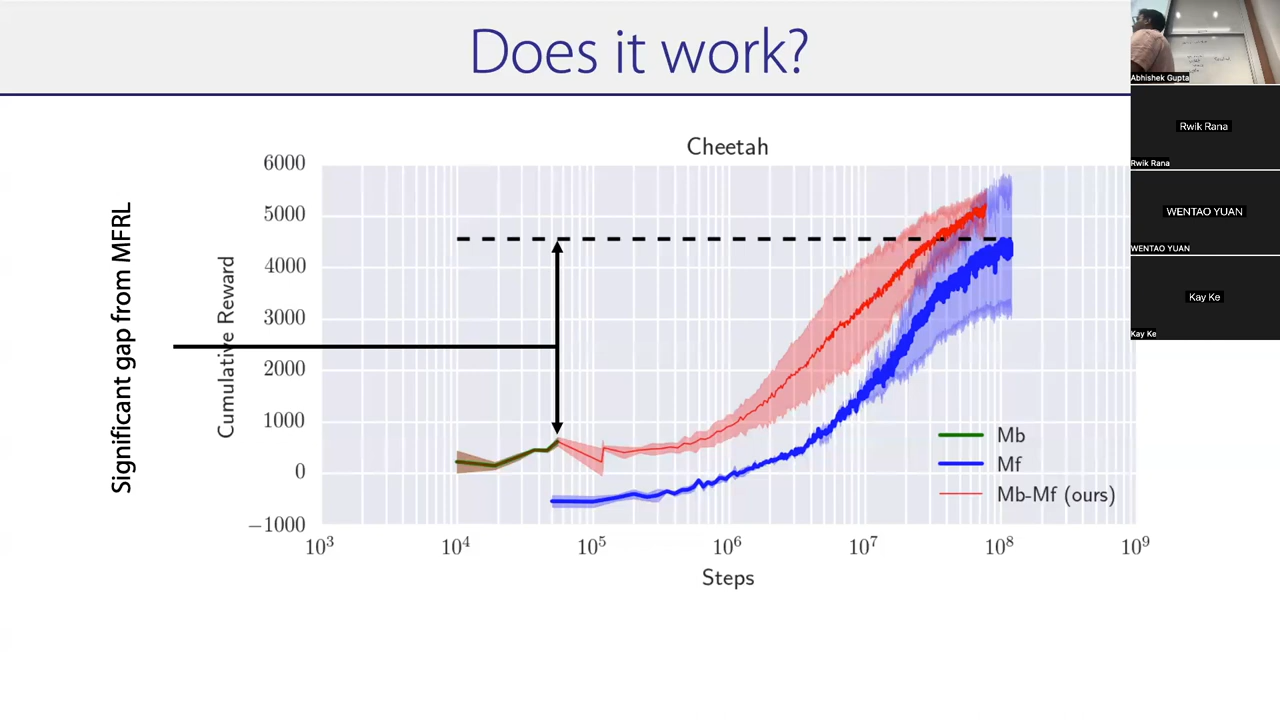 Does it work?
Cheetah
Significant gap from MFRL
Cumulative Reward
6000
5000
4000
3000
2000
1000
0
−1000
10³
10⁴
10⁵
10⁶
10⁷
10⁸
10⁹
Steps
Mb
Mf
Mb-Mf (ours)
Abhishek Gupta
Rwik Rana
Rwik Rana
WENTAO YUAN
WENTAO YUAN
Kay Ke
Kay Ke